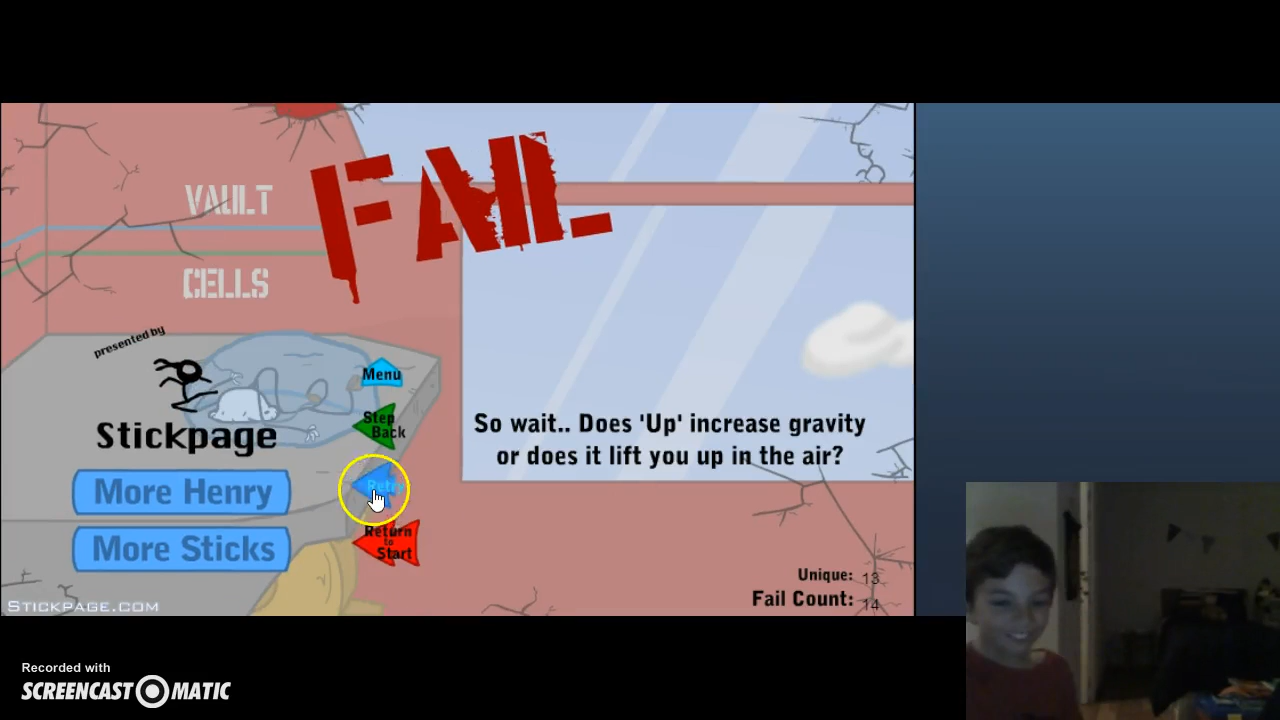 FAIL
VAULT
CELLS
presented by
Stickpage
Menu
Step
Back
Retry
Return
to
Start
So wait.. Does 'Up' increase gravity
or does it lift you up in the air?
More Henry
More Sticks
STICKPAGE.COM
Unique: 13
Fail Count: 14
Recorded with
SCREENCAST-O-MATIC